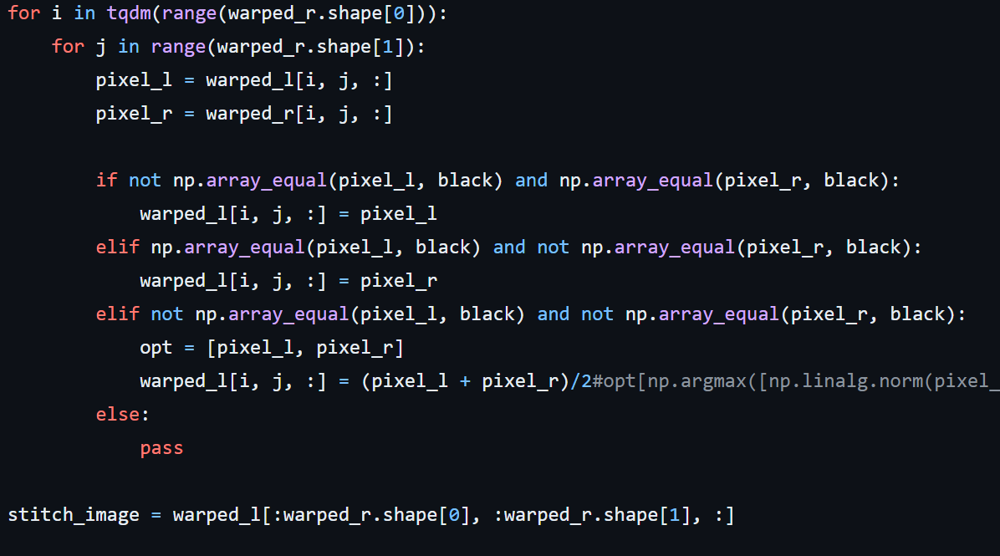 for i in tqdm(range(warped_r.shape[0])):
    for j in range(warped_r.shape[1]):
        pixel_l = warped_l[i, j, :]
        pixel_r = warped_r[i, j, :]

        if not np.array_equal(pixel_l, black) and np.array_equal(pixel_r, black):
            warped_l[i, j, :] = pixel_l
        elif np.array_equal(pixel_l, black) and not np.array_equal(pixel_r, black):
            warped_l[i, j, :] = pixel_r
        elif not np.array_equal(pixel_l, black) and not np.array_equal(pixel_r, black):
            opt = [pixel_l, pixel_r]
            warped_l[i, j, :] = (pixel_l + pixel_r)/2#opt[np.argmax([np.linalg.norm(pixel_
        else:
            pass

stitch_image = warped_l[:warped_r.shape[0], :warped_r.shape[1], :]